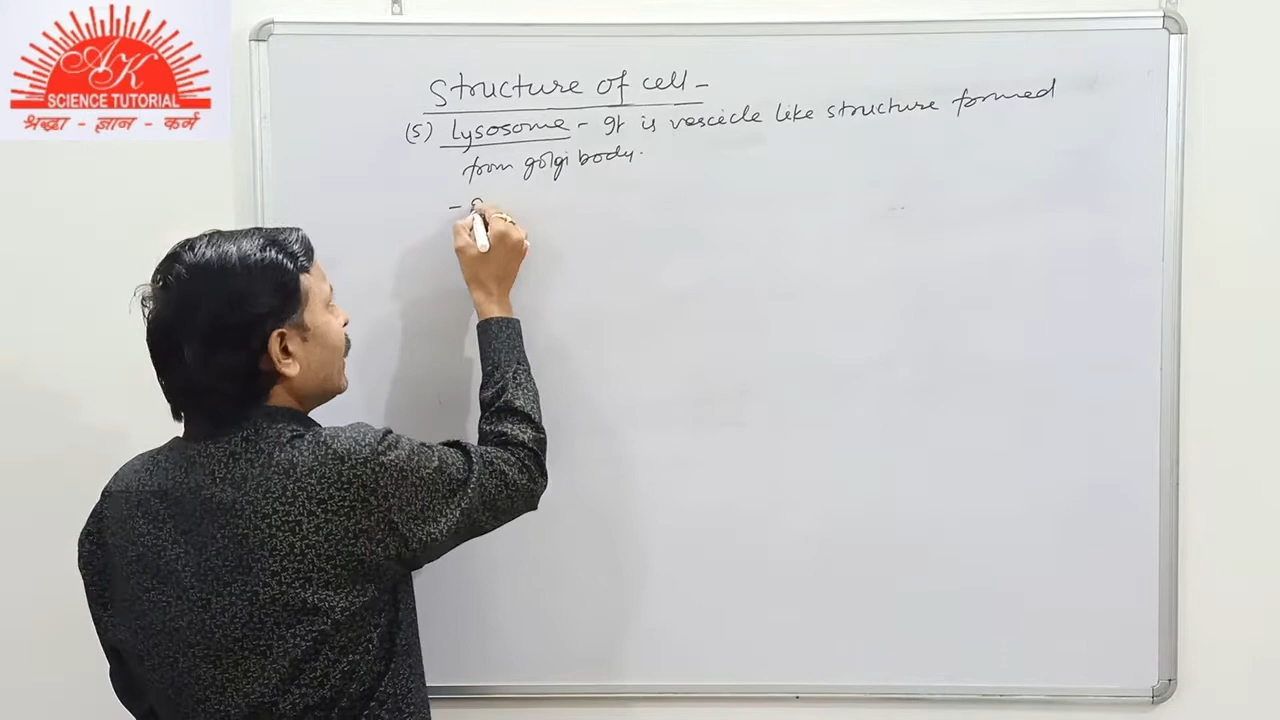 AK
SCIENCE TUTORIAL
श्रद्धा - ज्ञान - कर्म
Structure of cell -
(5) Lysosome - It is vescicle like structure formed
from golgi body.
-